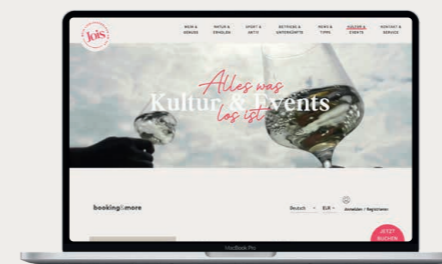 Jois
WEIN &
GENUSS
NATUR &
ERHOLEN
SPORT &
AKTIV
BETRIEBE &
UNTERKÜNFTE
NEWS &
TIPPS
KULTUR &
EVENTS
KONTAKT &
SERVICE
Alles was
Kultur & Events
los ist
booking&more
Deutsch
EUR
Anmelden / Registrieren
JETZT
BUCHEN
MacBook Pro